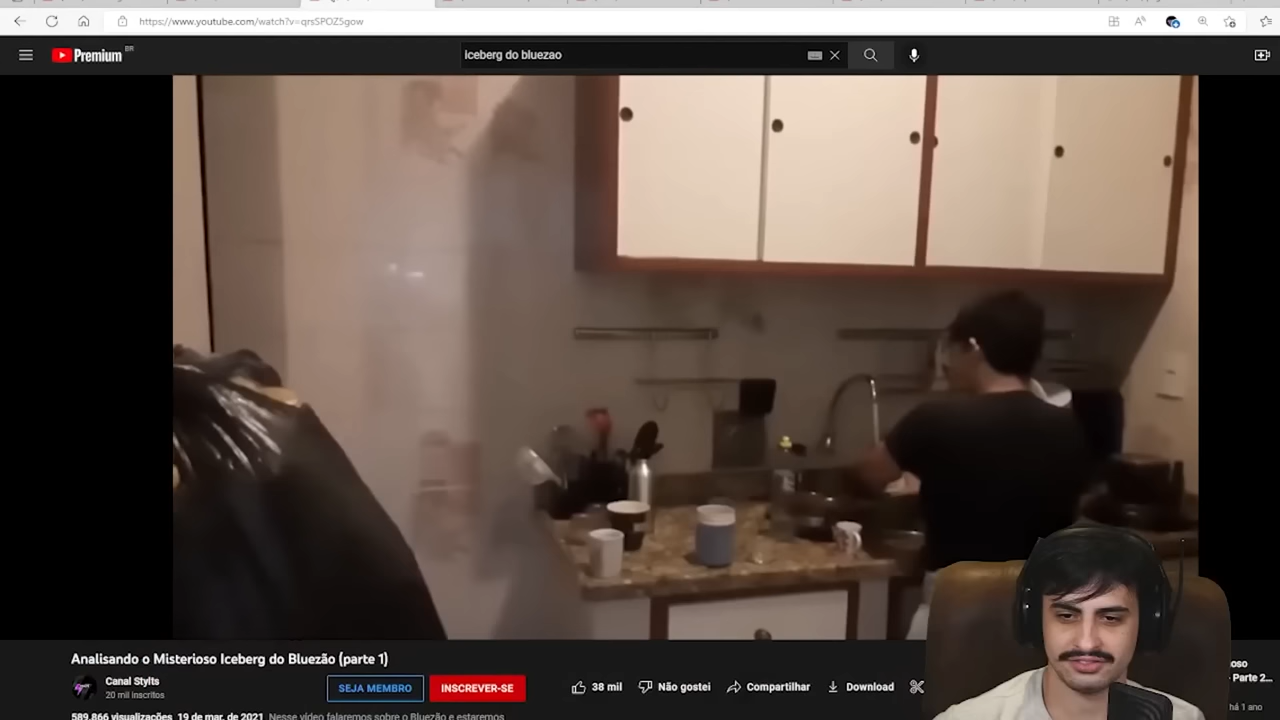 https://www.youtube.com/watch?v=qrsSPOZ5gow
Premium BR
iceberg do bluezao
Analisando o Misterioso Iceberg do Bluezão (parte 1)
Canal Stylts
20 mil inscritos
SEJA MEMBRO
INSCREVER-SE
38 mil
Não gostei
Compartilhar
Download
oso
- Parte 2...
há 1 ano
589.866 visualizações 19 de mar. de 2021 Nesse vídeo falaremos sobre o Bluezão e estaremos